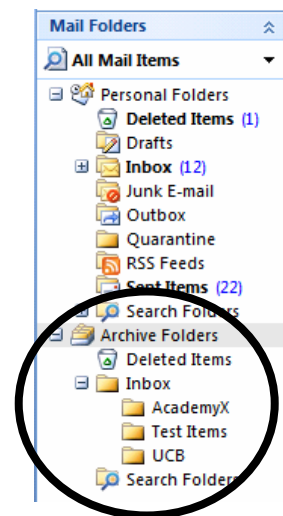 Mail Folders
All Mail Items
Personal Folders
Deleted Items (1)
Drafts
Inbox (12)
Junk E-mail
Outbox
Quarantine
RSS Feeds
Sent Items (22)
Search Folders
Archive Folders
Deleted Items
Inbox
AcademyX
Test Items
UCB
Search Folders